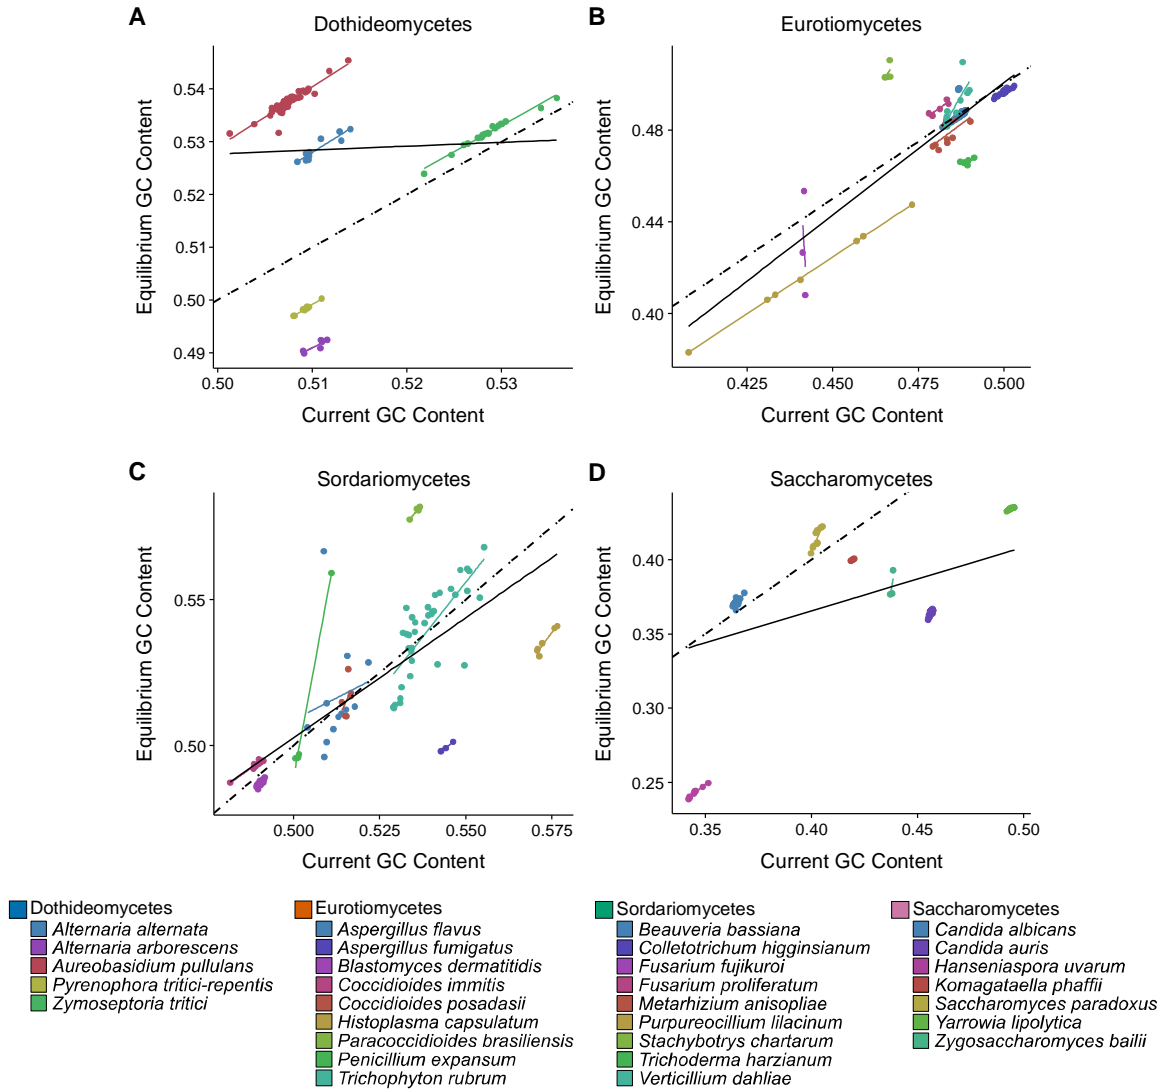 A
Dothideomycetes
0.54
0.53
0.52
0.51
0.50
0.49
Equilibrium GC Content
0.50
0.51
0.52
0.53
Current GC Content
B
Eurotiomycetes
0.48
0.44
0.40
Equilibrium GC Content
0.425
0.450
0.475
0.500
Current GC Content
C
Sordariomycetes
0.55
0.50
Equilibrium GC Content
0.500
0.525
0.550
0.575
Current GC Content
D
Saccharomycetes
0.40
0.35
0.30
0.25
Equilibrium GC Content
0.35
0.40
0.45
0.50
Current GC Content
Dothideomycetes
Alternaria alternata
Alternaria arborescens
Aureobasidium pullulans
Pyrenophora tritici-repentis
Zymoseptoria tritici
Eurotiomycetes
Aspergillus flavus
Aspergillus fumigatus
Blastomyces dermatitidis
Coccidioides immitis
Coccidioides posadasii
Histoplasma capsulatum
Paracoccidioides brasiliensis
Penicillium expansum
Trichophyton rubrum
Sordariomycetes
Beauveria bassiana
Colletotrichum higginsianum
Fusarium fujikuroi
Fusarium proliferatum
Metarhizium anisopliae
Purpureocillium lilacinum
Stachybotrys chartarum
Trichoderma harzianum
Verticillium dahliae
Saccharomycetes
Candida albicans
Candida auris
Hanseniaspora uvarum
Komagataella phaffii
Saccharomyces paradoxus
Yarrowia lipolytica
Zygosaccharomyces bailii